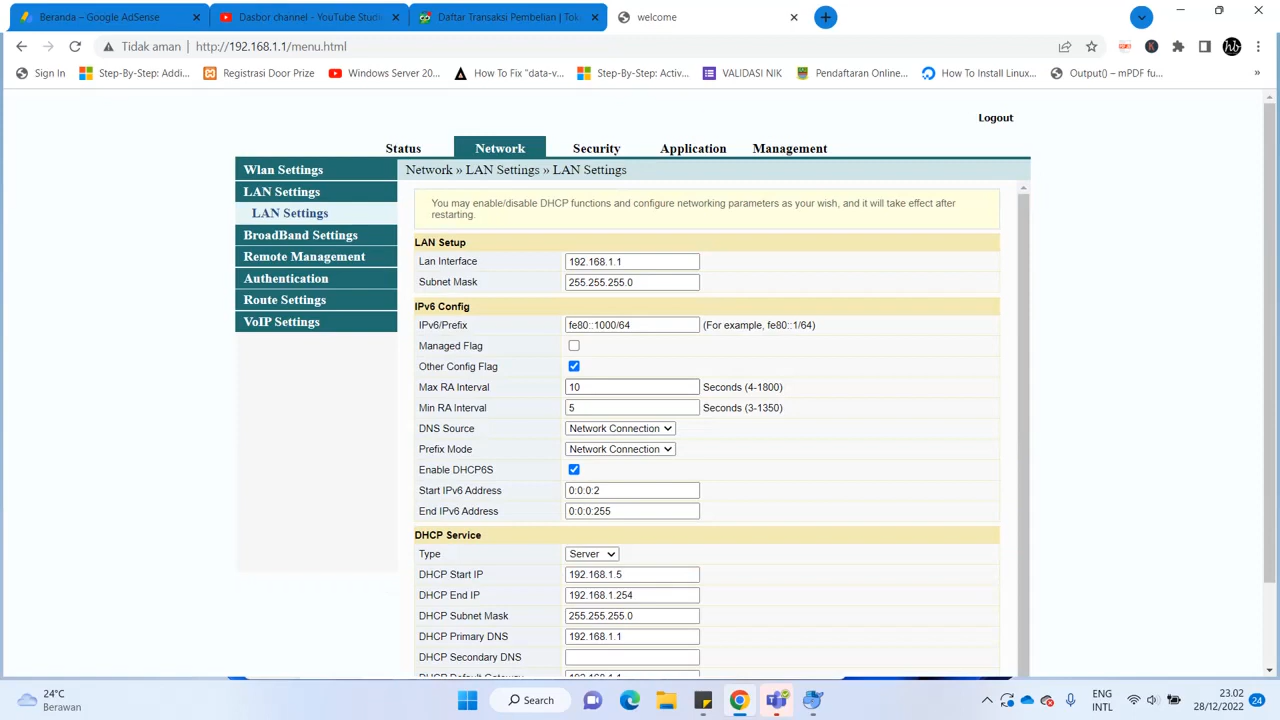 Beranda – Google AdSense
Dasbor channel - YouTube Studi
Daftar Transaksi Pembelian | Tok
welcome
Tidak aman | http://192.168.1.1/menu.html
Sign In
Step-By-Step: Addi...
Registrasi Door Prize
Windows Server 20...
How To Fix "data-v...
Step-By-Step: Activ...
VALIDASI NIK
Pendaftaran Online...
How To Install Linux...
Output() – mPDF fu...
»
Logout
Status
Network
Security
Application
Management
Network » LAN Settings » LAN Settings
Wlan Settings
LAN Settings
LAN Settings
BroadBand Settings
Remote Management
Authentication
Route Settings
VoIP Settings
You may enable/disable DHCP functions and configure networking parameters as your wish, and it will take effect after
restarting.
LAN Setup
Lan Interface 192.168.1.1
Subnet Mask 255.255.255.0
IPv6 Config
IPv6/Prefix fe80::1000/64 (For example, fe80::1/64)
Managed Flag
Other Config Flag
Max RA Interval 10 Seconds (4-1800)
Min RA Interval 5 Seconds (3-1350)
DNS Source Network Connection
Prefix Mode Network Connection
Enable DHCP6S
Start IPv6 Address 0:0:0:2
End IPv6 Address 0:0:0:255
DHCP Service
Type Server
DHCP Start IP 192.168.1.5
DHCP End IP 192.168.1.254
DHCP Subnet Mask 255.255.255.0
DHCP Primary DNS 192.168.1.1
DHCP Secondary DNS
DHCP Default Gateway 192.168.1.1
24°C
Berawan
Search
ENG
INTL
23.02
28/12/2022
24